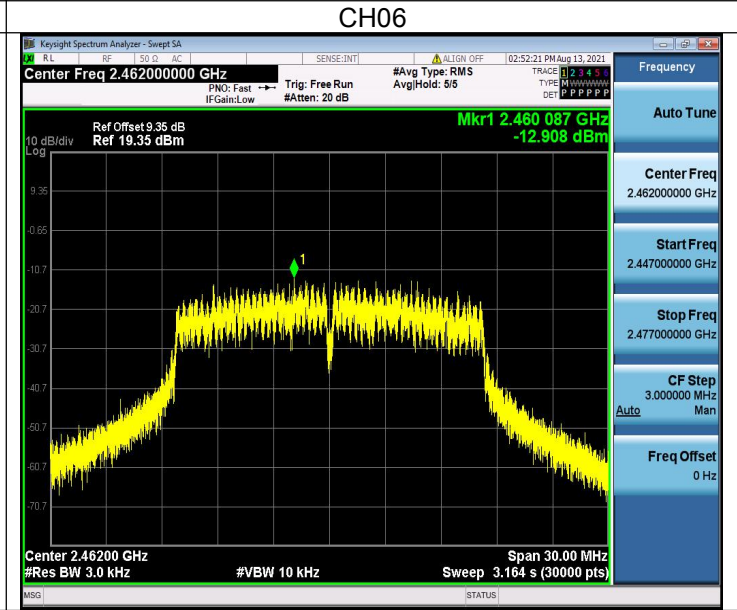 CH06
Keysight Spectrum Analyzer - Swept SA
RL RF 50 Ω AC SENSE:INT ALIGN OFF 02:52:21 PM Aug 13, 2021
Center Freq 2.462000000 GHz
PNO: Fast
IFGain:Low
Trig: Free Run
#Atten: 20 dB
#Avg Type: RMS
Avg|Hold: 5/5
TRACE 1 2 3 4 5 6
TYPE M W W W W W
DET P P P P P P
Frequency
Ref Offset 9.35 dB
10 dB/div Ref 19.35 dBm
Log
Mkr1 2.460 087 GHz
-12.908 dBm
9.35
-0.65
-10.7
-20.7
-30.7
-40.7
-50.7
-60.7
-70.7
1
Center 2.46200 GHz Span 30.00 MHz
#Res BW 3.0 kHz #VBW 10 kHz Sweep 3.164 s (30000 pts)
Auto Tune
Center Freq
2.462000000 GHz
Start Freq
2.447000000 GHz
Stop Freq
2.477000000 GHz
CF Step
3.000000 MHz
Auto Man
Freq Offset
0 Hz
MSG STATUS